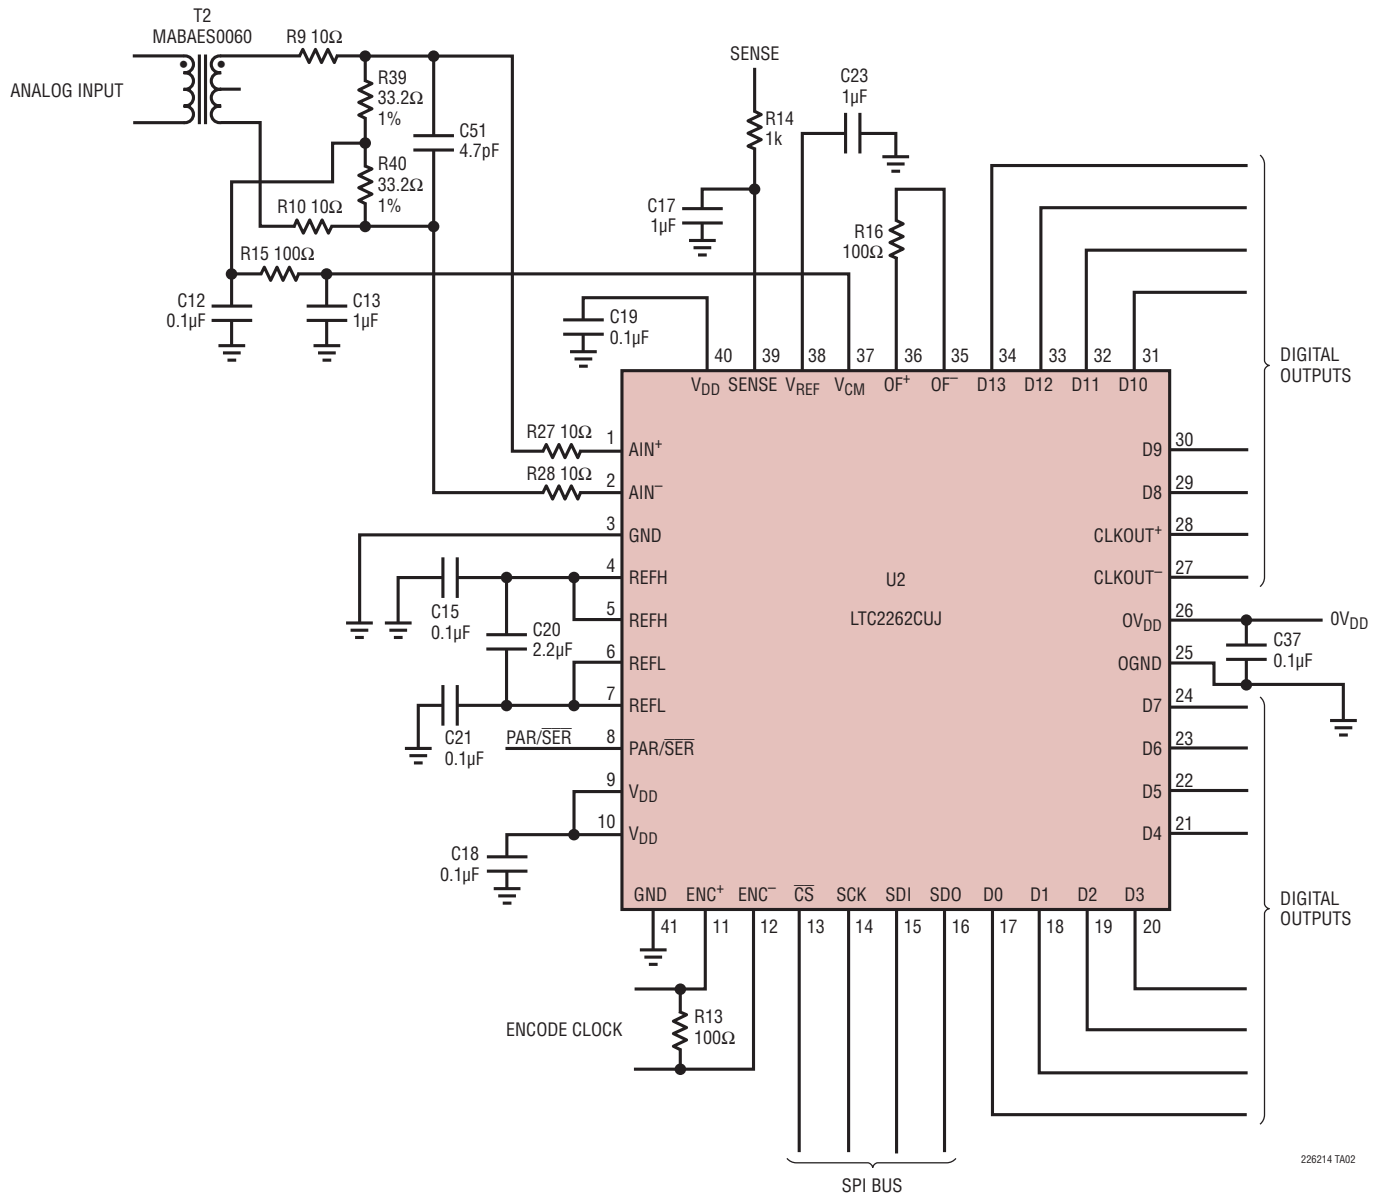 T2
MABAES0060
R9 10Ω
ANALOG INPUT
R39
33.2Ω
1%
C51
4.7pF
R40
33.2Ω
1%
R10 10Ω
R15 100Ω
C12
0.1µF
C13
1µF
SENSE
R14
1k
C23
1µF
C17
1µF
R16
100Ω
C19
0.1µF
40
39
38
37
36
35
34
33
32
31
VDD
SENSE
VREF
VCM
OF+
OF–
D13
D12
D11
D10
DIGITAL
OUTPUTS
R27 10Ω
1
AIN+
R28 10Ω
2
AIN–
3
GND
4
REFH
5
REFH
6
REFL
7
REFL
8
PAR/SER
PAR/SER
9
VDD
10
VDD
C15
0.1µF
C20
2.2µF
C21
0.1µF
C18
0.1µF
U2
LTC2262CUJ
D9
30
D8
29
CLKOUT+
28
CLKOUT–
27
OVDD
26
0VDD
OGND
25
C37
0.1µF
D7
24
D6
23
D5
22
D4
21
GND
ENC+
ENC–
CS
SCK
SDI
SDO
D0
D1
D2
D3
41
11
12
13
14
15
16
17
18
19
20
DIGITAL
OUTPUTS
ENCODE CLOCK
R13
100Ω
SPI BUS
226214 TA02